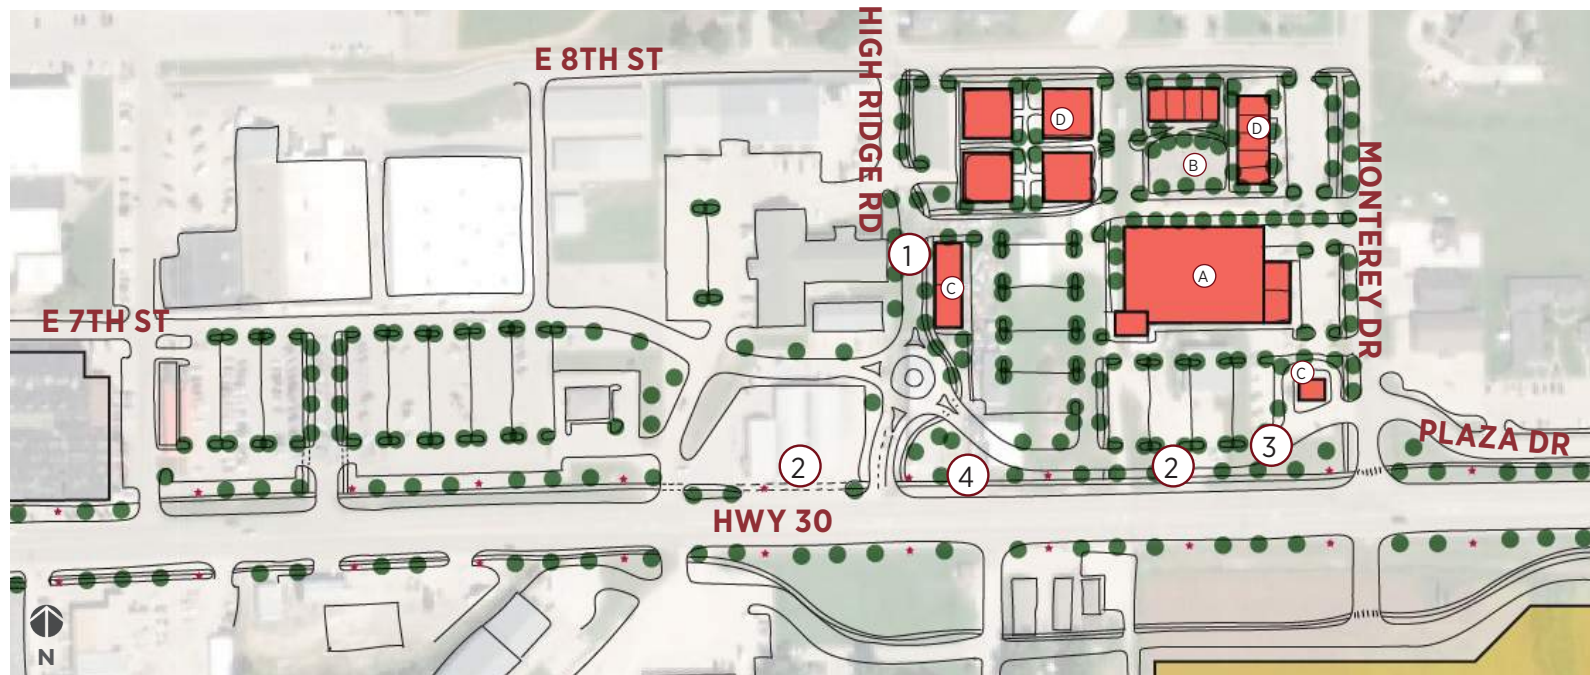 E 8TH ST
HIGH RIDGE RD
D
D
B
MONTEREY DR
1
A
C
E 7TH ST
C
PLAZA DR
3
2
2
4
HWY 30
N